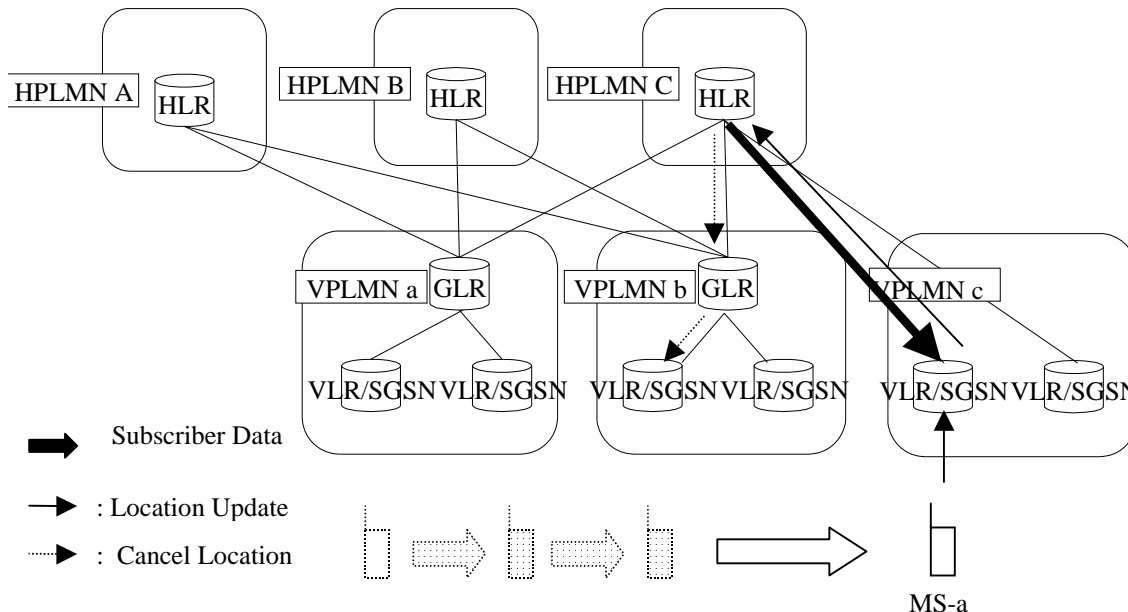 HPLMN A
HLR
HPLMN B
HLR
HPLMN C
HLR
VPLMN a
GLR
VPLMN b
GLR
VPLMN c
VLR/SGSN
VLR/SGSN
VLR/SGSN
VLR/SGSN
VLR/SGSN
VLR/SGSN
Subscriber Data
: Location Update
: Cancel Location
MS-a